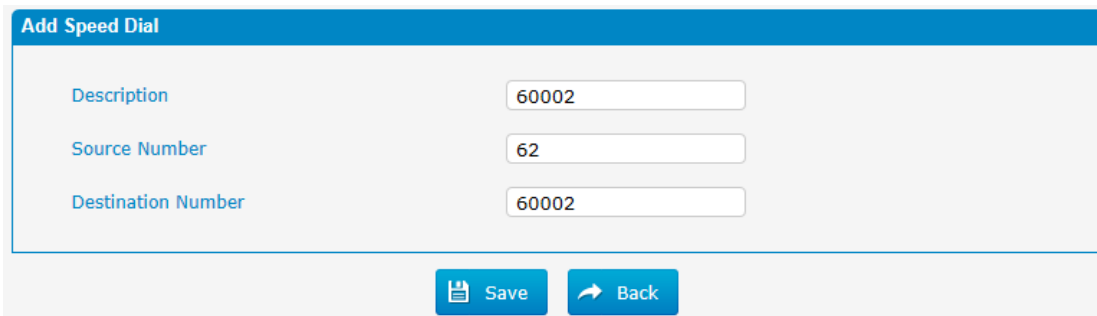 Add Speed Dial
Description 60002
Source Number 62
Destination Number 60002
Save Back